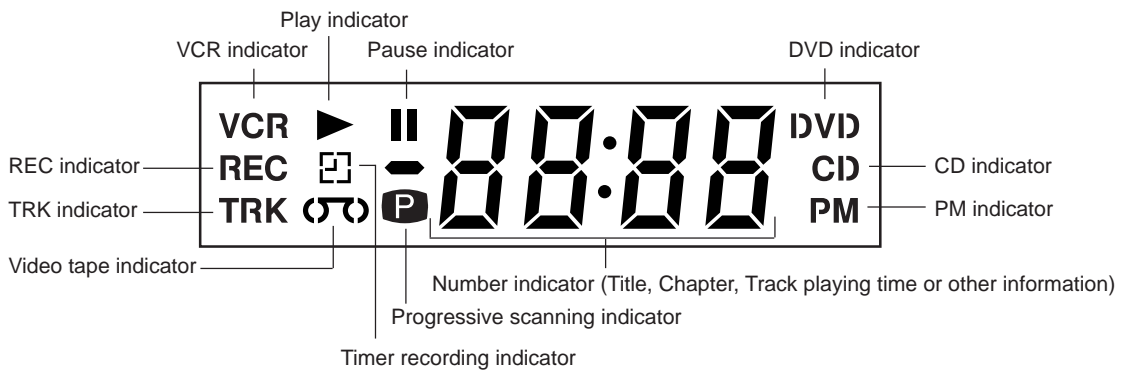 Play indicator
VCR indicator
Pause indicator
DVD indicator
VCR
88:88
DVD
REC indicator
REC
CD
CD indicator
TRK indicator
TRK
P
PM
PM indicator
Video tape indicator
Number indicator (Title, Chapter, Track playing time or other information)
Progressive scanning indicator
Timer recording indicator